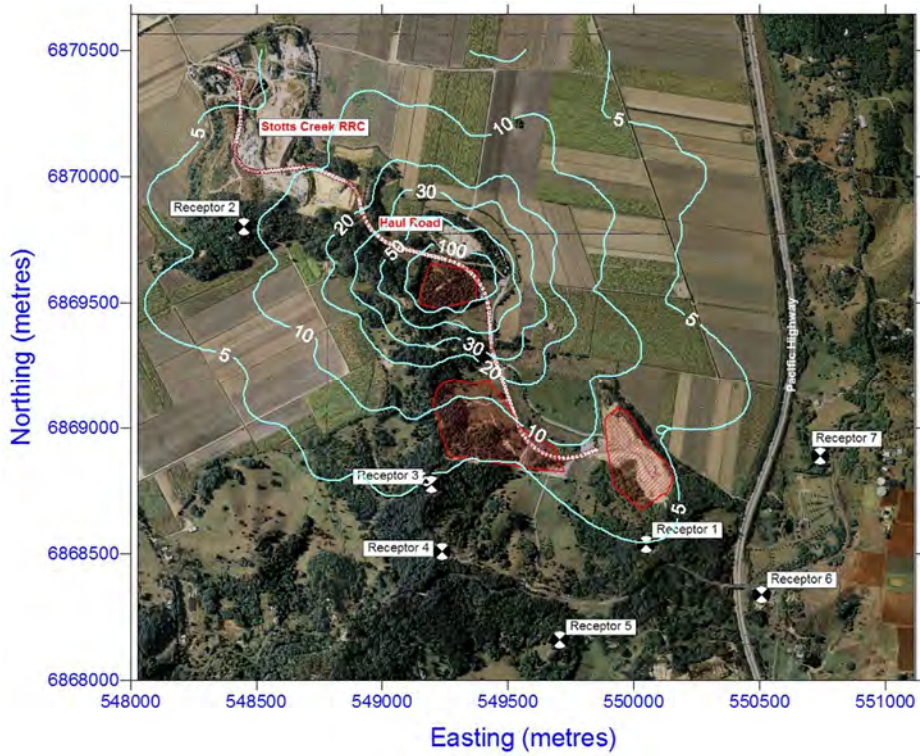 6870500
6870000
6869500
6869000
6868500
6868000
Northing (metres)
548000
548500
549000
549500
550000
550500
551000
Easting (metres)
Stotts Creek RRC
Haul Road
Pacific Highway
Receptor 2
Receptor 3
Receptor 4
Receptor 5
Receptor 1
Receptor 6
Receptor 7
5
10
5
30
20
50
100
5
10
30
20
5
10
5